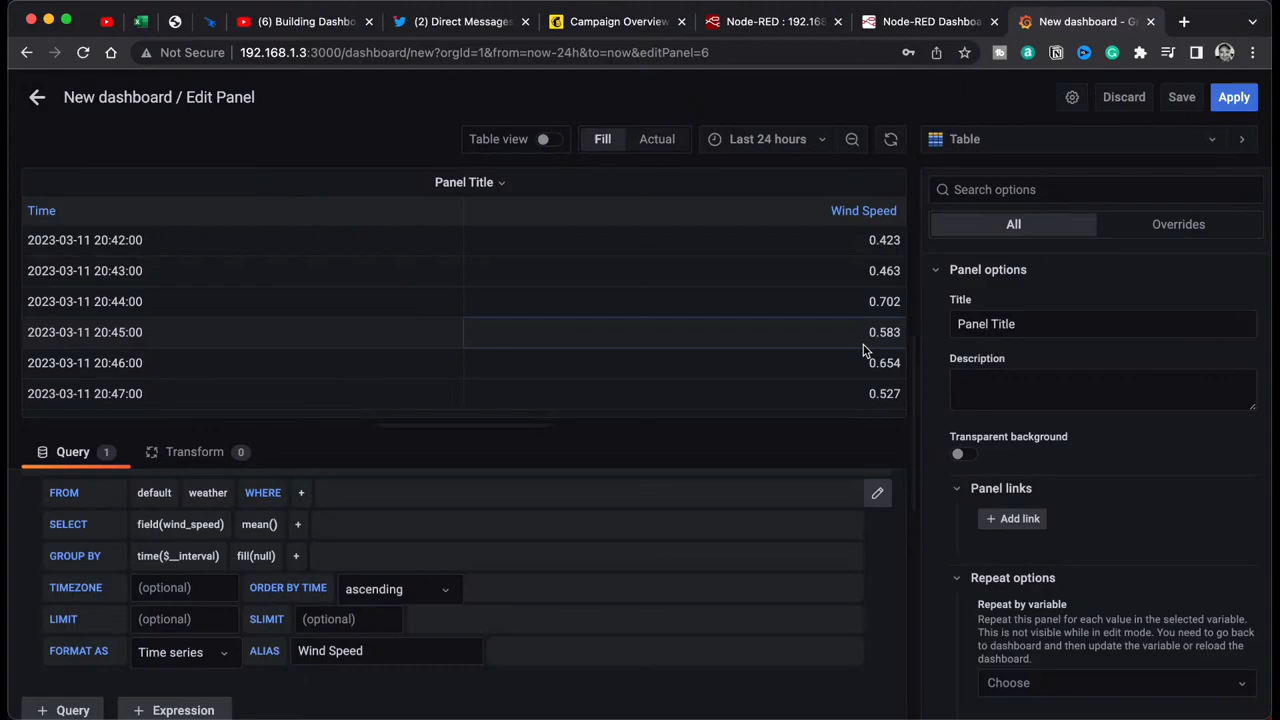 (6) Building Dashbo
(2) Direct Messages
Campaign Overview
Node-RED : 192.168
Node-RED Dashboa
New dashboard - G
Not Secure 192.168.1.3:3000/dashboard/new?orgId=1&from=now-24h&to=now&editPanel=6
New dashboard / Edit Panel
Discard
Save
Apply
Table view
Fill
Actual
Last 24 hours
Table
Panel Title
Time
Wind Speed
2023-03-11 20:42:00 0.423
2023-03-11 20:43:00 0.463
2023-03-11 20:44:00 0.702
2023-03-11 20:45:00 0.583
2023-03-11 20:46:00 0.654
2023-03-11 20:47:00 0.527
Search options
All
Overrides
Panel options
Title
Panel Title
Description
Transparent background
Panel links
+ Add link
Repeat options
Repeat by variable
Repeat this panel for each value in the selected variable.
This is not visible while in edit mode. You need to go back
to dashboard and then update the variable or reload the
dashboard.
Choose
Query 1
Transform 0
FROM default weather WHERE +
SELECT field(wind_speed) mean() +
GROUP BY time($__interval) fill(null) +
TIMEZONE (optional) ORDER BY TIME ascending
LIMIT (optional) SLIMIT (optional)
FORMAT AS Time series ALIAS Wind Speed
+ Query
+ Expression